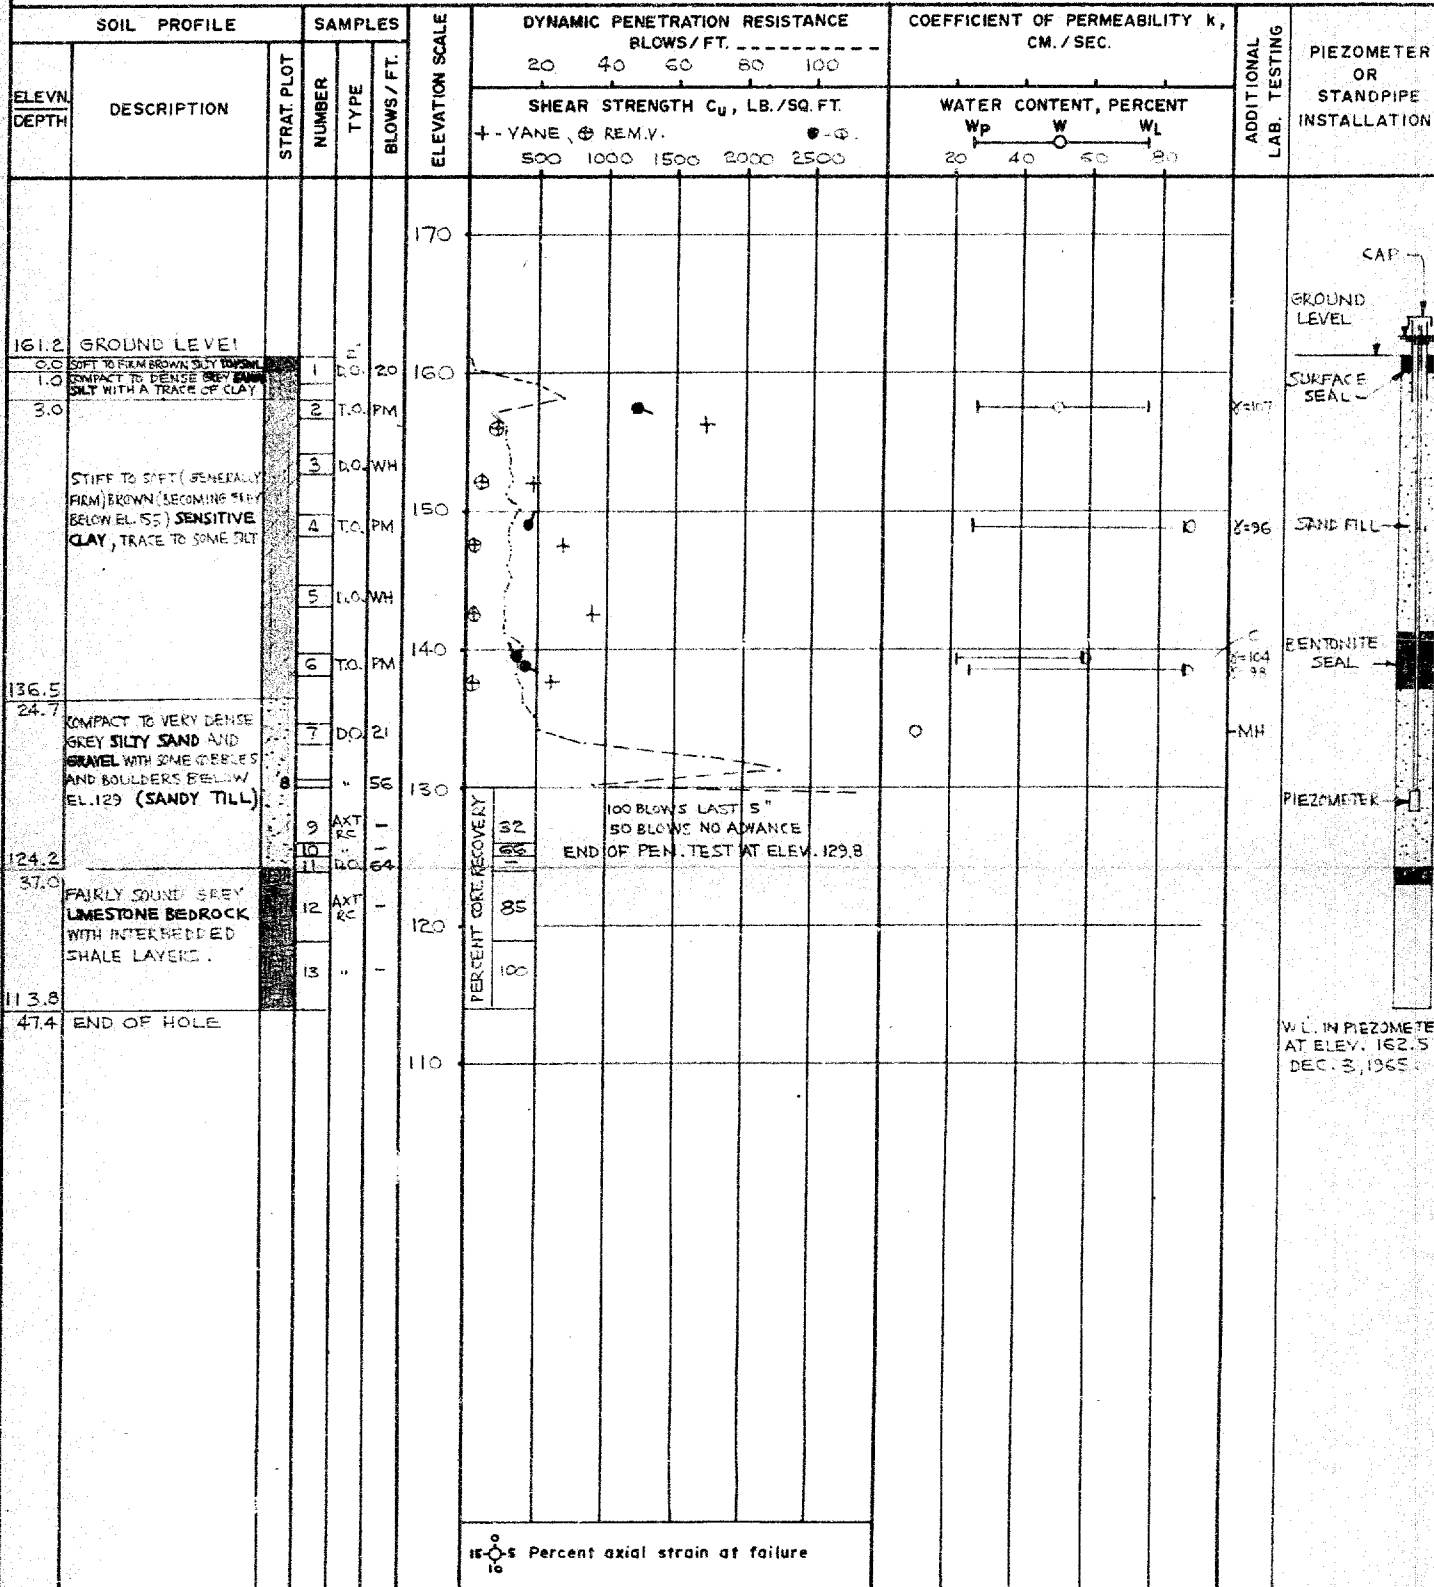 SOIL PROFILE
SAMPLES
ELEVN.
DEPTH
DESCRIPTION
STRAT. PLOT
NUMBER
TYPE
BLOWS / FT.
ELEVATION SCALE
DYNAMIC PENETRATION RESISTANCE
BLOWS / FT.
20 40 60 80 100
SHEAR STRENGTH Cu, LB./SQ. FT.
+ - VANE, ⊕ REM.V.
500 1000 1500 2000 2500
COEFFICIENT OF PERMEABILITY k,
CM. / SEC.
WATER CONTENT, PERCENT
Wp W WL
20 40 60 80
ADDITIONAL
LAB. TESTING
PIEZOMETER
OR
STANDPIPE
INSTALLATION
170
160
150
140
130
120
110
161.2 GROUND LEVEL
0.0 SOFT TO FIRM BROWN SILTY TOPSOIL
1.0 COMPACT TO DENSE GREY
SILT WITH A TRACE OF CLAY
3.0
STIFF TO SOFT (GENERALLY
FIRM) BROWN (BECOMING GREY
BELOW EL. 155) SENSITIVE
CLAY, TRACE TO SOME SILT
136.5
24.7
COMPACT TO VERY DENSE
GREY SILTY SAND AND
GRAVEL WITH SOME COBBLES
AND BOULDERS BELOW
EL. 129 (SANDY TILL)
124.2
37.0
FAIRLY SOUND GREY
LIMESTONE BEDROCK
WITH INTERBEDDED
SHALE LAYERS.
113.8
47.4 END OF HOLE
1 D.O. 20
2 T.O. PM
3 D.O. WH
4 T.O. PM
5 D.O. WH
6 T.O. PM
7 D.O. 21
8 " 56
9 AXT RC -
10 " -
11 D.O. 64
12 AXT RC -
13 " -
PERCENT CORE RECOVERY
32
66
-
85
100
100 BLOWS LAST 5"
50 BLOWS NO ADVANCE
END OF PEN. TEST AT ELEV. 129.8
γ=107
γ=96
C
γ=104
γ=98
MH
CAP
GROUND
LEVEL
SURFACE
SEAL
SAND FILL
BENTONITE
SEAL
PIEZOMETER
W.L. IN PIEZOMETE
AT ELEV. 162.5
DEC. 3, 1965.
0
15 5 Percent axial strain at failure
10